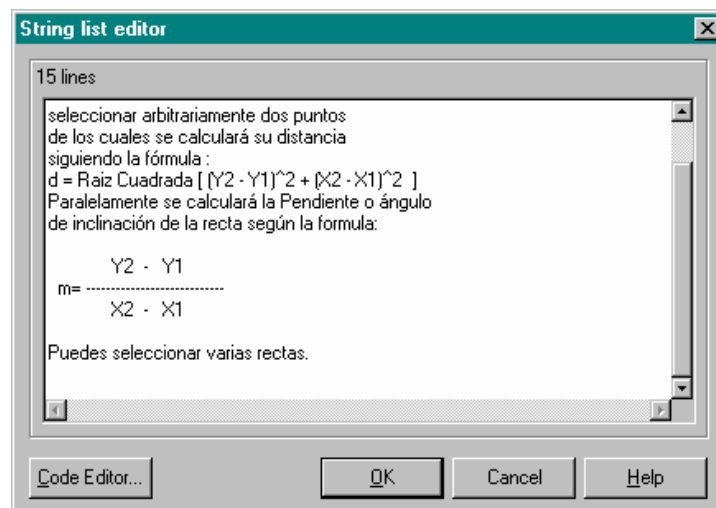 String list editor
15 lines
seleccionar arbitrariamente dos puntos
de los cuales se calculará su distancia
siguiendo la fórmula :
d = Raiz Cuadrada [ (Y2 - Y1)^2 + (X2 - X1)^2 ]
Paralelamente se calculará la Pendiente o ángulo
de inclinación de la recta según la formula:
Y2 - Y1
m= ----------------------------
X2 - X1
Puedes seleccionar varias rectas.
Code Editor... OK Cancel Help